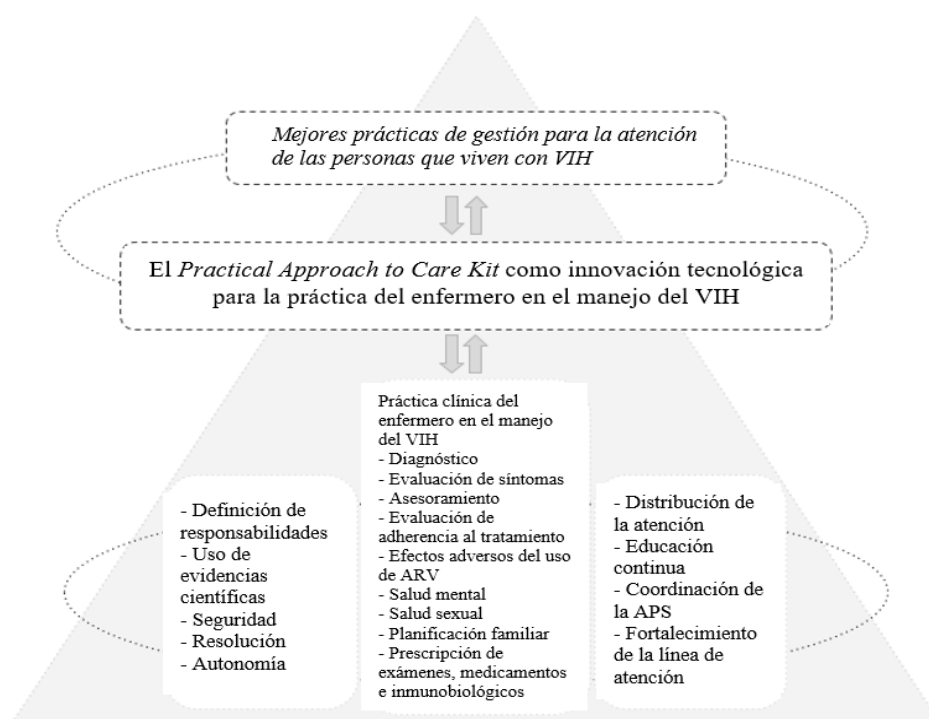 Mejores prácticas de gestión para la atención
de las personas que viven con VIH
El Practical Approach to Care Kit como innovación tecnológica
para la práctica del enfermero en el manejo del VIH
- Definición de
responsabilidades
- Uso de
evidencias
científicas
- Seguridad
- Resolución
- Autonomía
Práctica clínica del
enfermero en el manejo
del VIH
- Diagnóstico
- Evaluación de síntomas
- Asesoramiento
- Evaluación de
adherencia al tratamiento
- Efectos adversos del uso
de ARV
- Salud mental
- Salud sexual
- Planificación familiar
- Prescripción de
exámenes, medicamentos
e inmunobiológicos
- Distribución de
la atención
- Educación
continua
- Coordinación de
la APS
- Fortalecimiento
de la línea de
atención